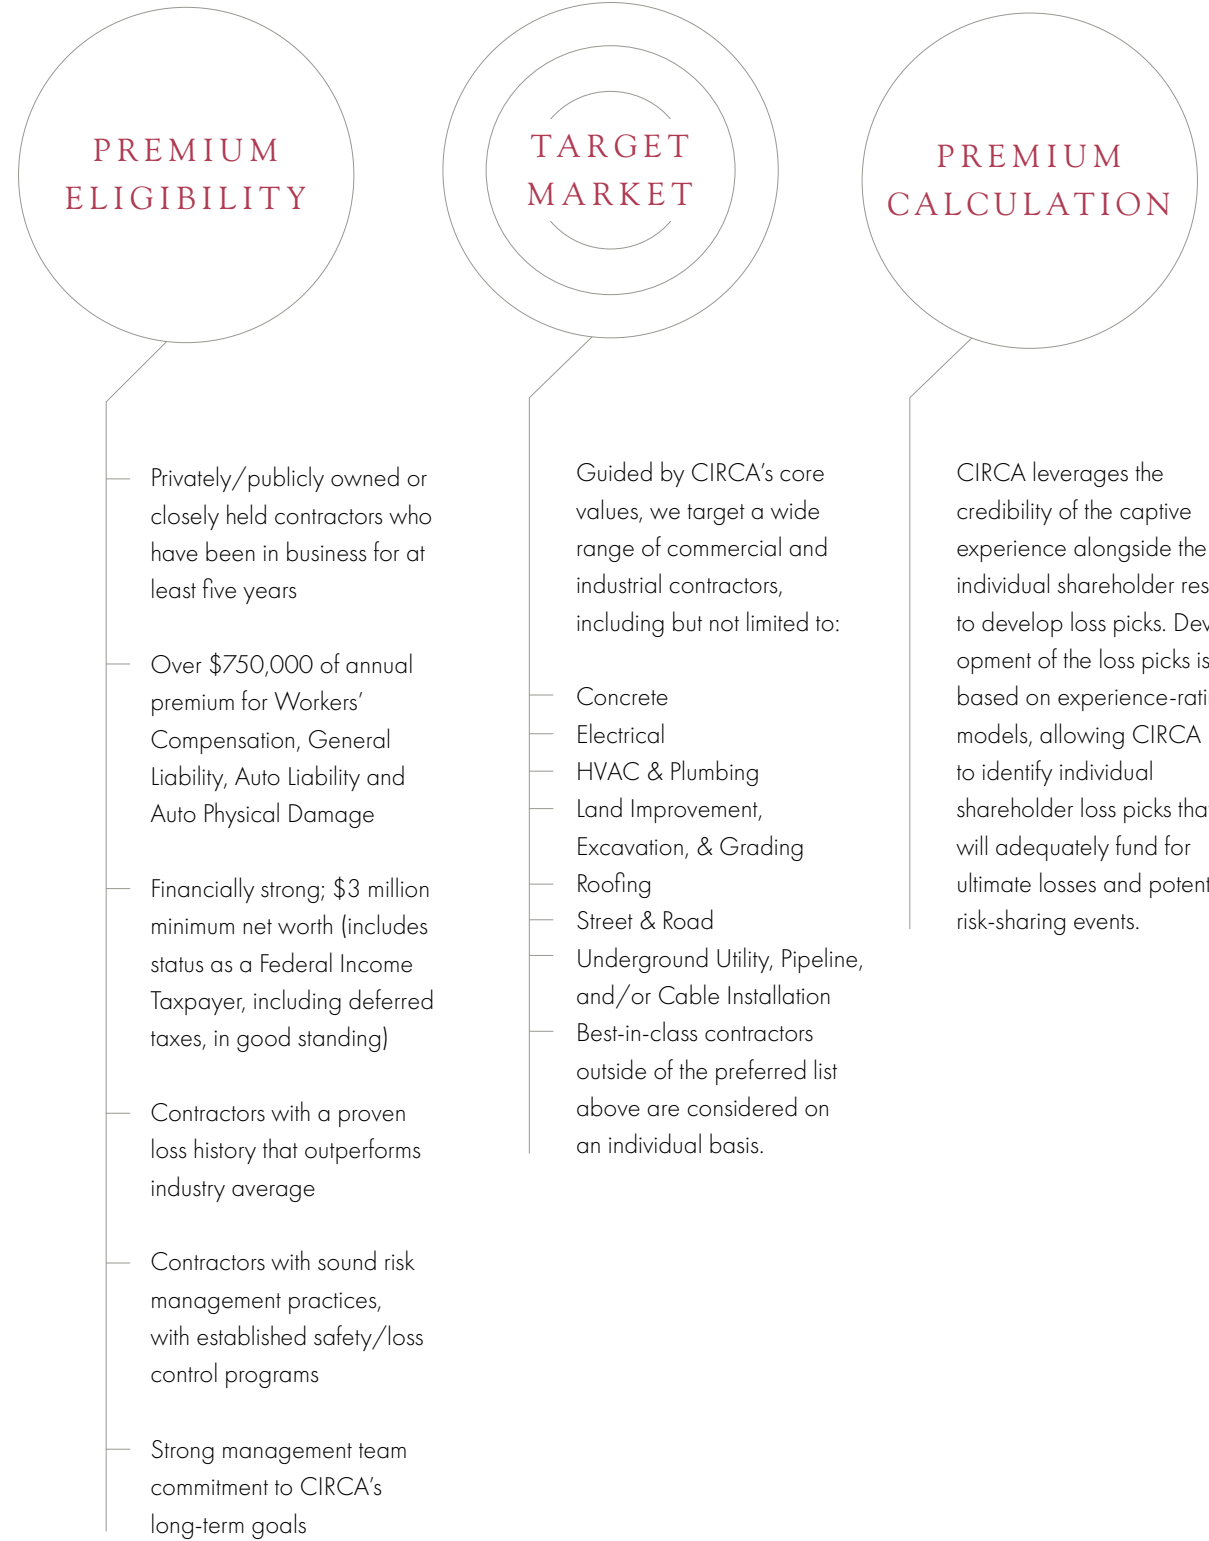 PREMIUM
ELIGIBILITY
Privately/publicly owned or
closely held contractors who
have been in business for at
least five years
Over $750,000 of annual
premium for Workers’
Compensation, General
Liability, Auto Liability and
Auto Physical Damage
Financially strong; $3 million
minimum net worth (includes
status as a Federal Income
Taxpayer, including deferred
taxes, in good standing)
Contractors with a proven
loss history that outperforms
industry average
Contractors with sound risk
management practices,
with established safety/loss
control programs
Strong management team
commitment to CIRCA’s
long-term goals
TARGET
MARKET
Guided by CIRCA’s core
values, we target a wide
range of commercial and
industrial contractors,
including but not limited to:
Concrete
Electrical
HVAC & Plumbing
Land Improvement,
Excavation, & Grading
Roofing
Street & Road
Underground Utility, Pipeline,
and/or Cable Installation
Best-in-class contractors
outside of the preferred list
above are considered on
an individual basis.
PREMIUM
CALCULATION
CIRCA leverages the
credibility of the captive
experience alongside the
individual shareholder
to develop loss picks.
opment of the loss picks is
based on
models, allowing CIRCA
to identify individual
shareholder loss picks
will adequately fund for
ultimate losses and
risk-sharing events.